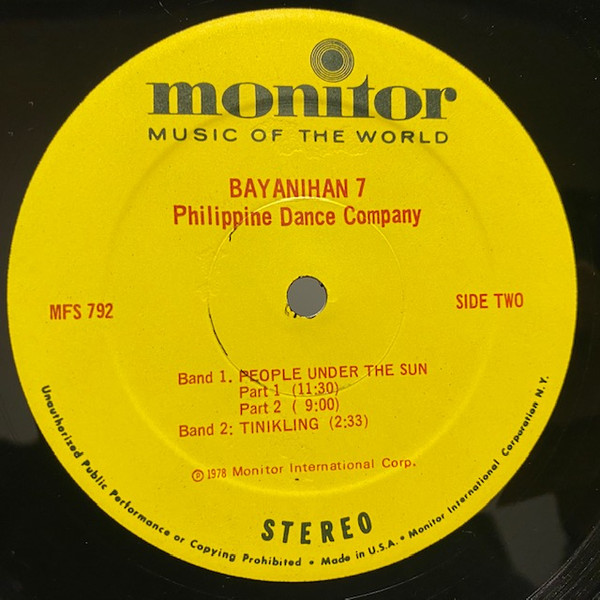 monitor
MUSIC OF THE WORLD
BAYANIHAN 7
Philippine Dance Company
MFS 792
SIDE TWO
Band 1. PEOPLE UNDER THE SUN
Part 1 (11:30)
Part 2 ( 9:00)
Band 2: TINIKLING (2:33)
Ⓟ 1978 Monitor International Corp.
STEREO
Unauthorized Public Performance or Copying Prohibited • Made in U.S.A. • Monitor International Corporation N.Y.